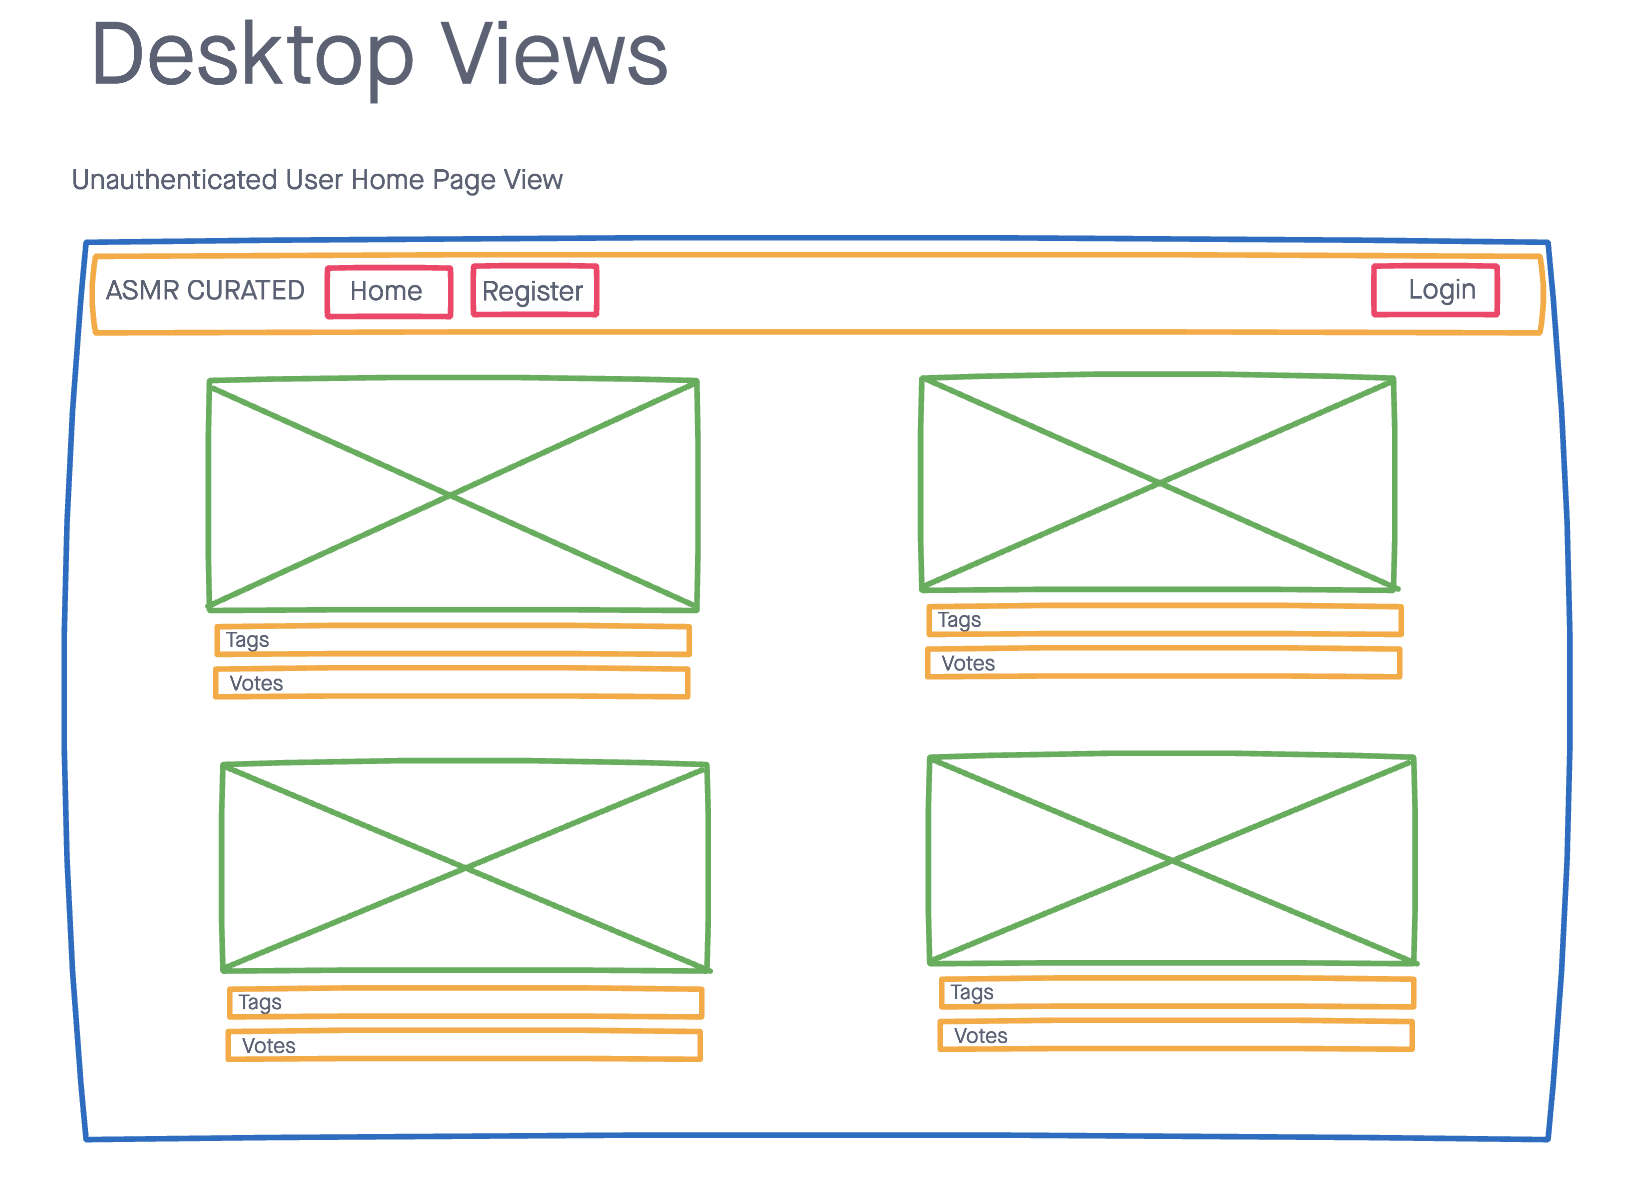 Desktop Views
Unauthenticated User Home Page View
ASMR CURATED Home Register Login
Tags
Votes
Tags
Votes
Tags
Votes
Tags
Votes